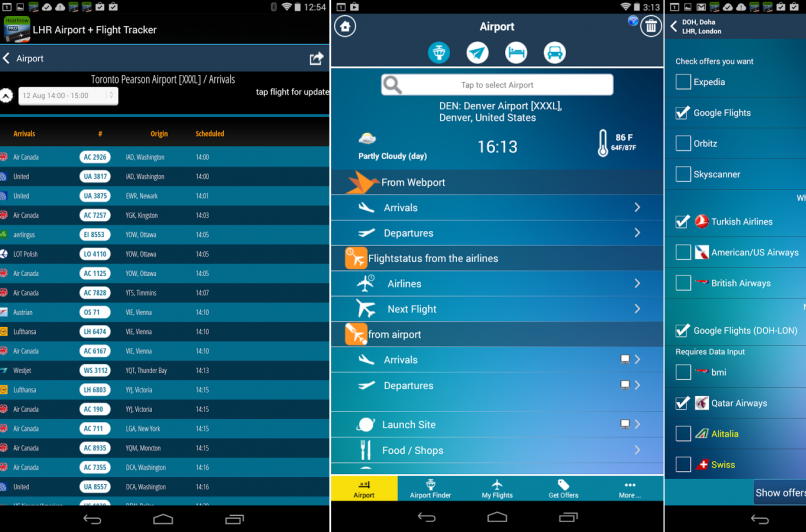 12:54
LHR Airport + Flight Tracker
Airport
Toronto Pearson Airport [XXXL] / Arrivals
12 Aug 14:00 - 15:00
tap flight for update
Arrivals # Origin Scheduled
Air Canada AC 2926 IAD, Washington 14:00
United UA 3817 IAD, Washington 14:00
United UA 3875 EWR, Newark 14:01
Air Canada AC 7257 YGK, Kingston 14:03
aerlingus EI 8553 YOW, Ottawa 14:05
LOT Polish LO 4110 YOW, Ottawa 14:05
Air Canada AC 1125 YOW, Ottawa 14:05
Air Canada AC 7828 YTS, Timmins 14:07
Austrian OS 71 VIE, Vienna 14:10
Lufthansa LH 6474 VIE, Vienna 14:10
Air Canada AC 6167 VIE, Vienna 14:10
Westjet WS 3112 YQT, Thunder Bay 14:13
Lufthansa LH 6803 YYJ, Victoria 14:15
Air Canada AC 190 YYJ, Victoria 14:15
Air Canada AC 711 LGA, New York 14:15
Air Canada AC 8935 YQM, Moncton 14:15
Air Canada AC 7355 DCA, Washington 14:16
United UA 8557 DCA, Washington 14:16
3:13
Airport
Tap to select Airport
DEN: Denver Airport [XXXL],
Denver, United States
Partly Cloudy (day)
16:13
86 F
64F/87F
From Webport
Arrivals
Departures
Flightstatus from the airlines
Airlines
Next Flight
from airport
Arrivals
Departures
Launch Site
Food / Shops
Airport
Airport Finder
My Flights
Get Offers
More ...
DOH, Doha
LHR, London
Check offers you want
Expedia
Google Flights
Orbitz
Skyscanner
Turkish Airlines
American/US Airways
British Airways
Google Flights (DOH-LON)
Requires Data Input
bmi
Qatar Airways
Alitalia
Swiss
Show offers